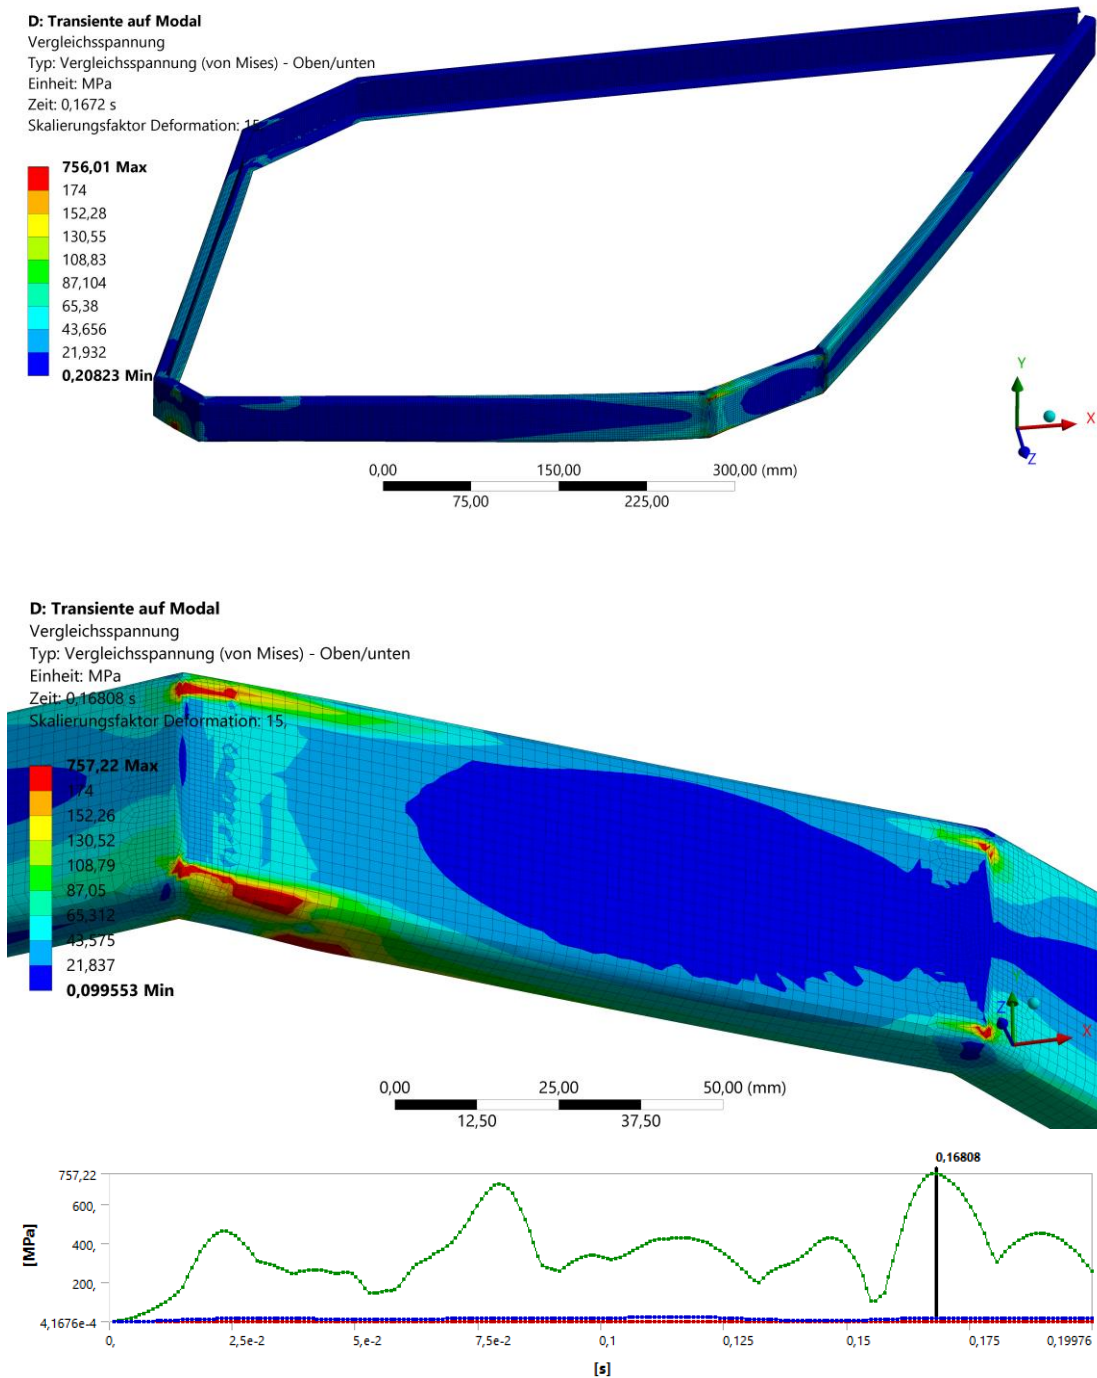 D: Transiente auf Modal
Vergleichsspannung
Typ: Vergleichsspannung (von Mises) - Oben/unten
Einheit: MPa
Zeit: 0,1672 s
Skalierungsfaktor Deformation: 15,
756,01 Max
174
152,28
130,55
108,83
87,104
65,38
43,656
21,932
0,20823 Min
Y
X
Z
0,00 150,00 300,00 (mm)
75,00 225,00
D: Transiente auf Modal
Vergleichsspannung
Typ: Vergleichsspannung (von Mises) - Oben/unten
Einheit: MPa
Zeit: 0,16808 s
Skalierungsfaktor Deformation: 15,
757,22 Max
174
152,26
130,52
108,79
87,05
65,312
43,575
21,837
0,099553 Min
Y
Z
X
0,00 25,00 50,00 (mm)
12,50 37,50
0,16808
757,22
600,
400,
200,
4,1676e-4
[MPa]
0, 2,5e-2 5,e-2 7,5e-2 0,1 0,125 0,15 0,175 0,19976
[s]